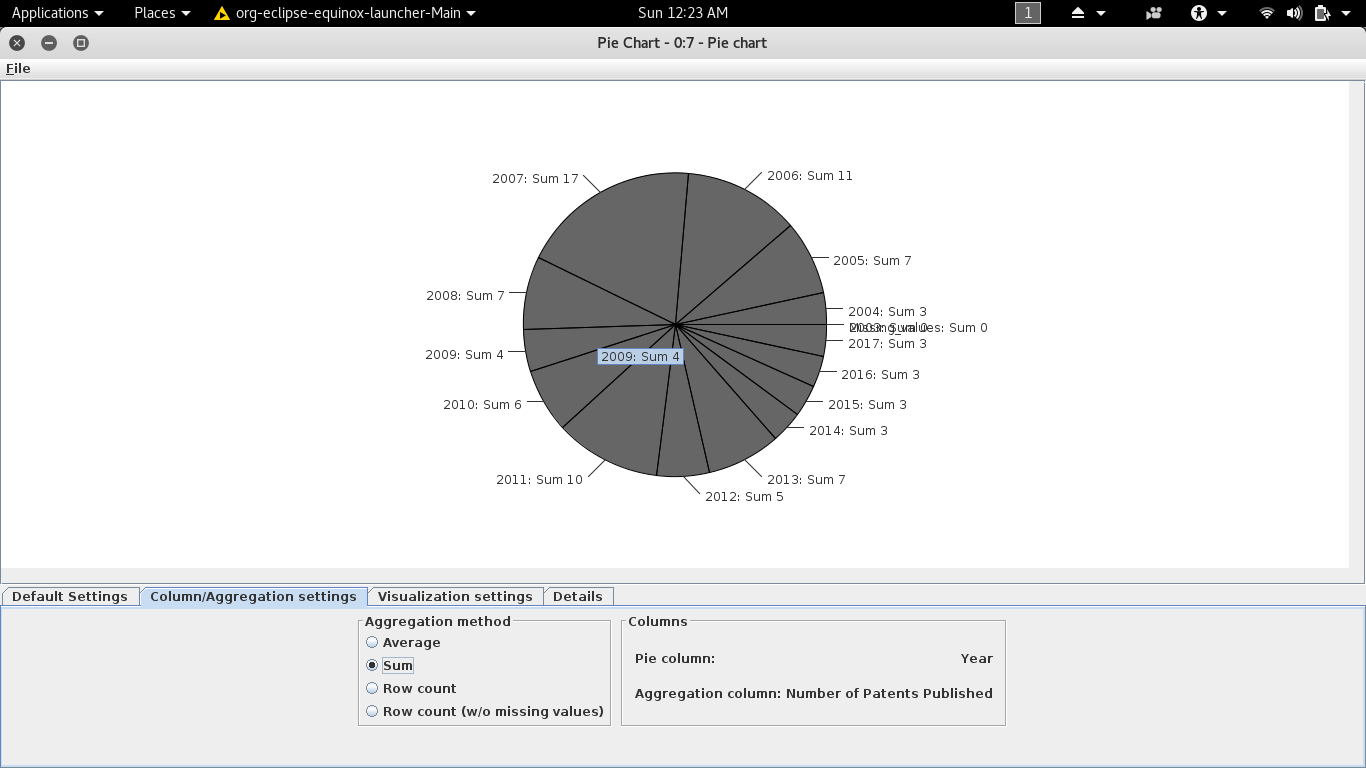 Applications Places org-eclipse-equinox-launcher-Main Sun 12:23 AM 1
Pie Chart - 0:7 - Pie chart
File
2006: Sum 11
2007: Sum 17
2005: Sum 7
2008: Sum 7
2004: Sum 3
2003: Sum 0
Missing_values: Sum 0
2017: Sum 3
2009: Sum 4
2009: Sum 4
2016: Sum 3
2010: Sum 6
2015: Sum 3
2014: Sum 3
2011: Sum 10
2013: Sum 7
2012: Sum 5
Default Settings Column/Aggregation settings Visualization settings Details
Aggregation method
Average
Sum
Row count
Row count (w/o missing values)
Columns
Pie column: Year
Aggregation column: Number of Patents Published